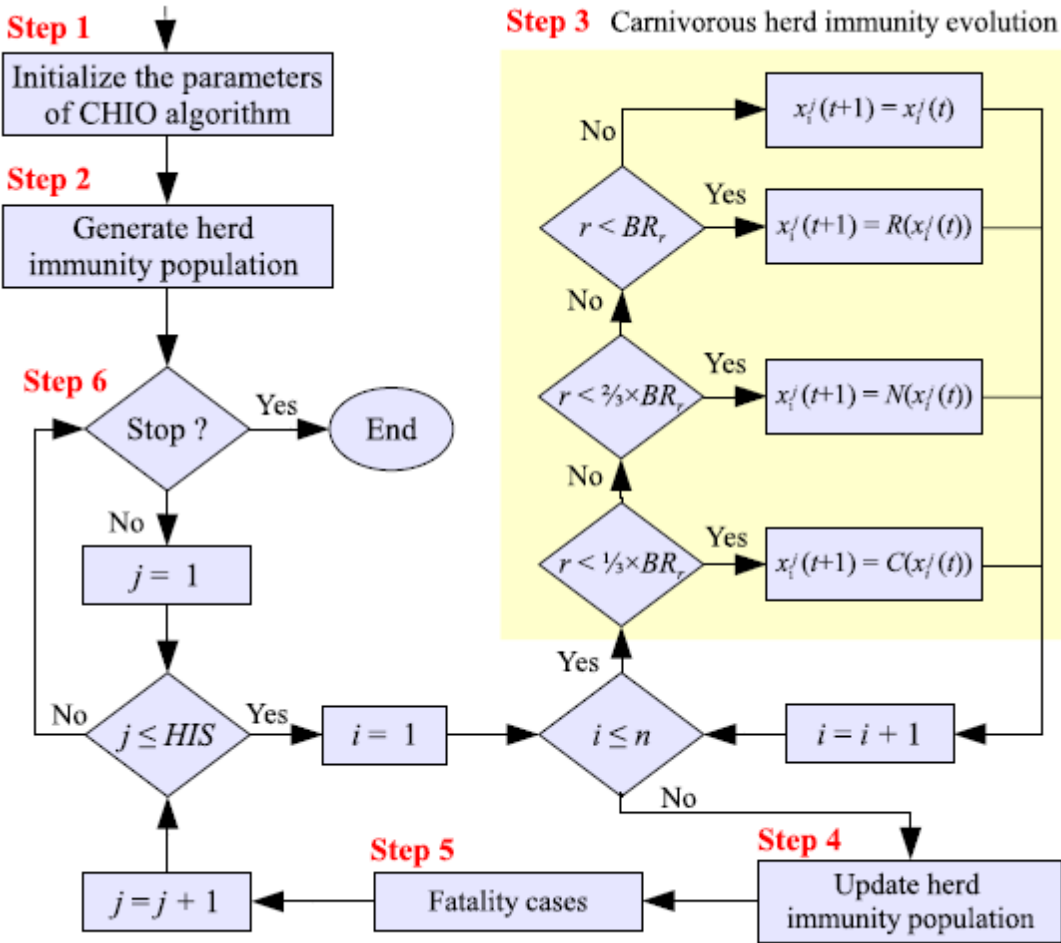 Step 1
Initialize the parameters
of CHIO algorithm
Step 2
Generate herd
immunity population
Step 6
Stop ?
Yes
End
No
j = 1
j ≤ HIS
No
Yes
i = 1
Step 3 Carnivorous herd immunity evolution
No
xᵢʲ(t+1) = xᵢʲ(t)
r < BRᵣ
Yes
xᵢʲ(t+1) = R(xᵢʲ(t))
No
r < ⅔×BRᵣ
Yes
xᵢʲ(t+1) = N(xᵢʲ(t))
No
r < ⅓×BRᵣ
Yes
xᵢʲ(t+1) = C(xᵢʲ(t))
Yes
i ≤ n
i = i + 1
No
Step 4
Update herd
immunity population
Step 5
Fatality cases
j = j + 1